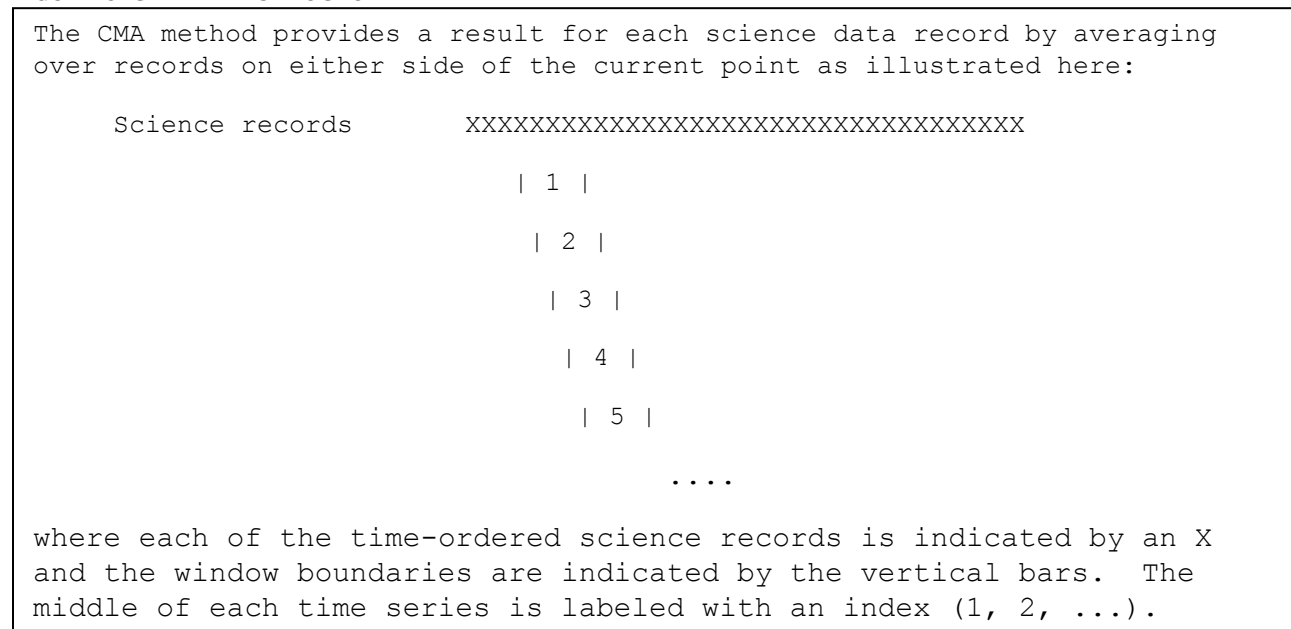 The CMA method provides a result for each science data record by averaging
over records on either side of the current point as illustrated here:
Science records XXXXXXXXXXXXXXXXXXXXXXXXXXXXXXXXXXX
| 1 |
| 2 |
| 3 |
| 4 |
| 5 |
....
where each of the time-ordered science records is indicated by an X
and the window boundaries are indicated by the vertical bars. The
middle of each time series is labeled with an index (1, 2, ...).